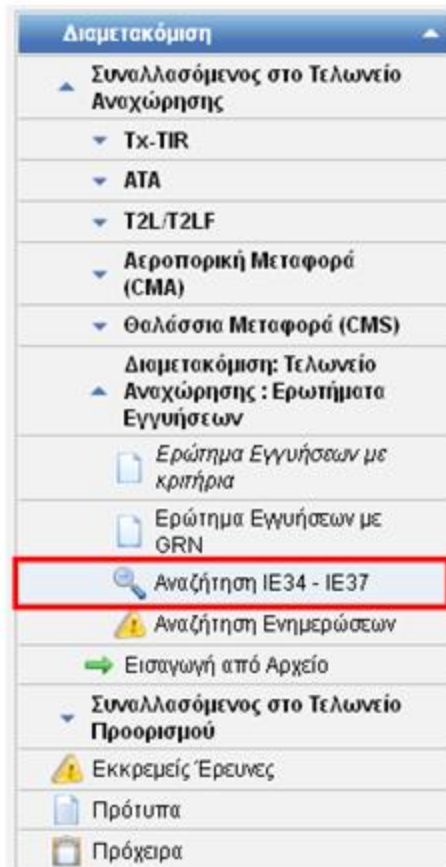 Διαμετακόμιση
Συναλλασόμενος στο Τελωνείο
Αναχώρησης
Tx-TIR
ATA
T2L/T2LF
Αεροπορική Μεταφορά
(CMA)
Θαλάσσια Μεταφορά (CMS)
Διαμετακόμιση: Τελωνείο
Αναχώρησης : Ερωτήματα
Εγγυήσεων
Ερώτημα Εγγυήσεων με
κριτήρια
Ερώτημα Εγγυήσεων με
GRN
Αναζήτηση IE34 - IE37
Αναζήτηση Ενημερώσεων
Εισαγωγή από Αρχείο
Συναλλασόμενος στο Τελωνείο
Προορισμού
Εκκρεμείς Έρευνες
Πρότυπα
Πρόχειρα